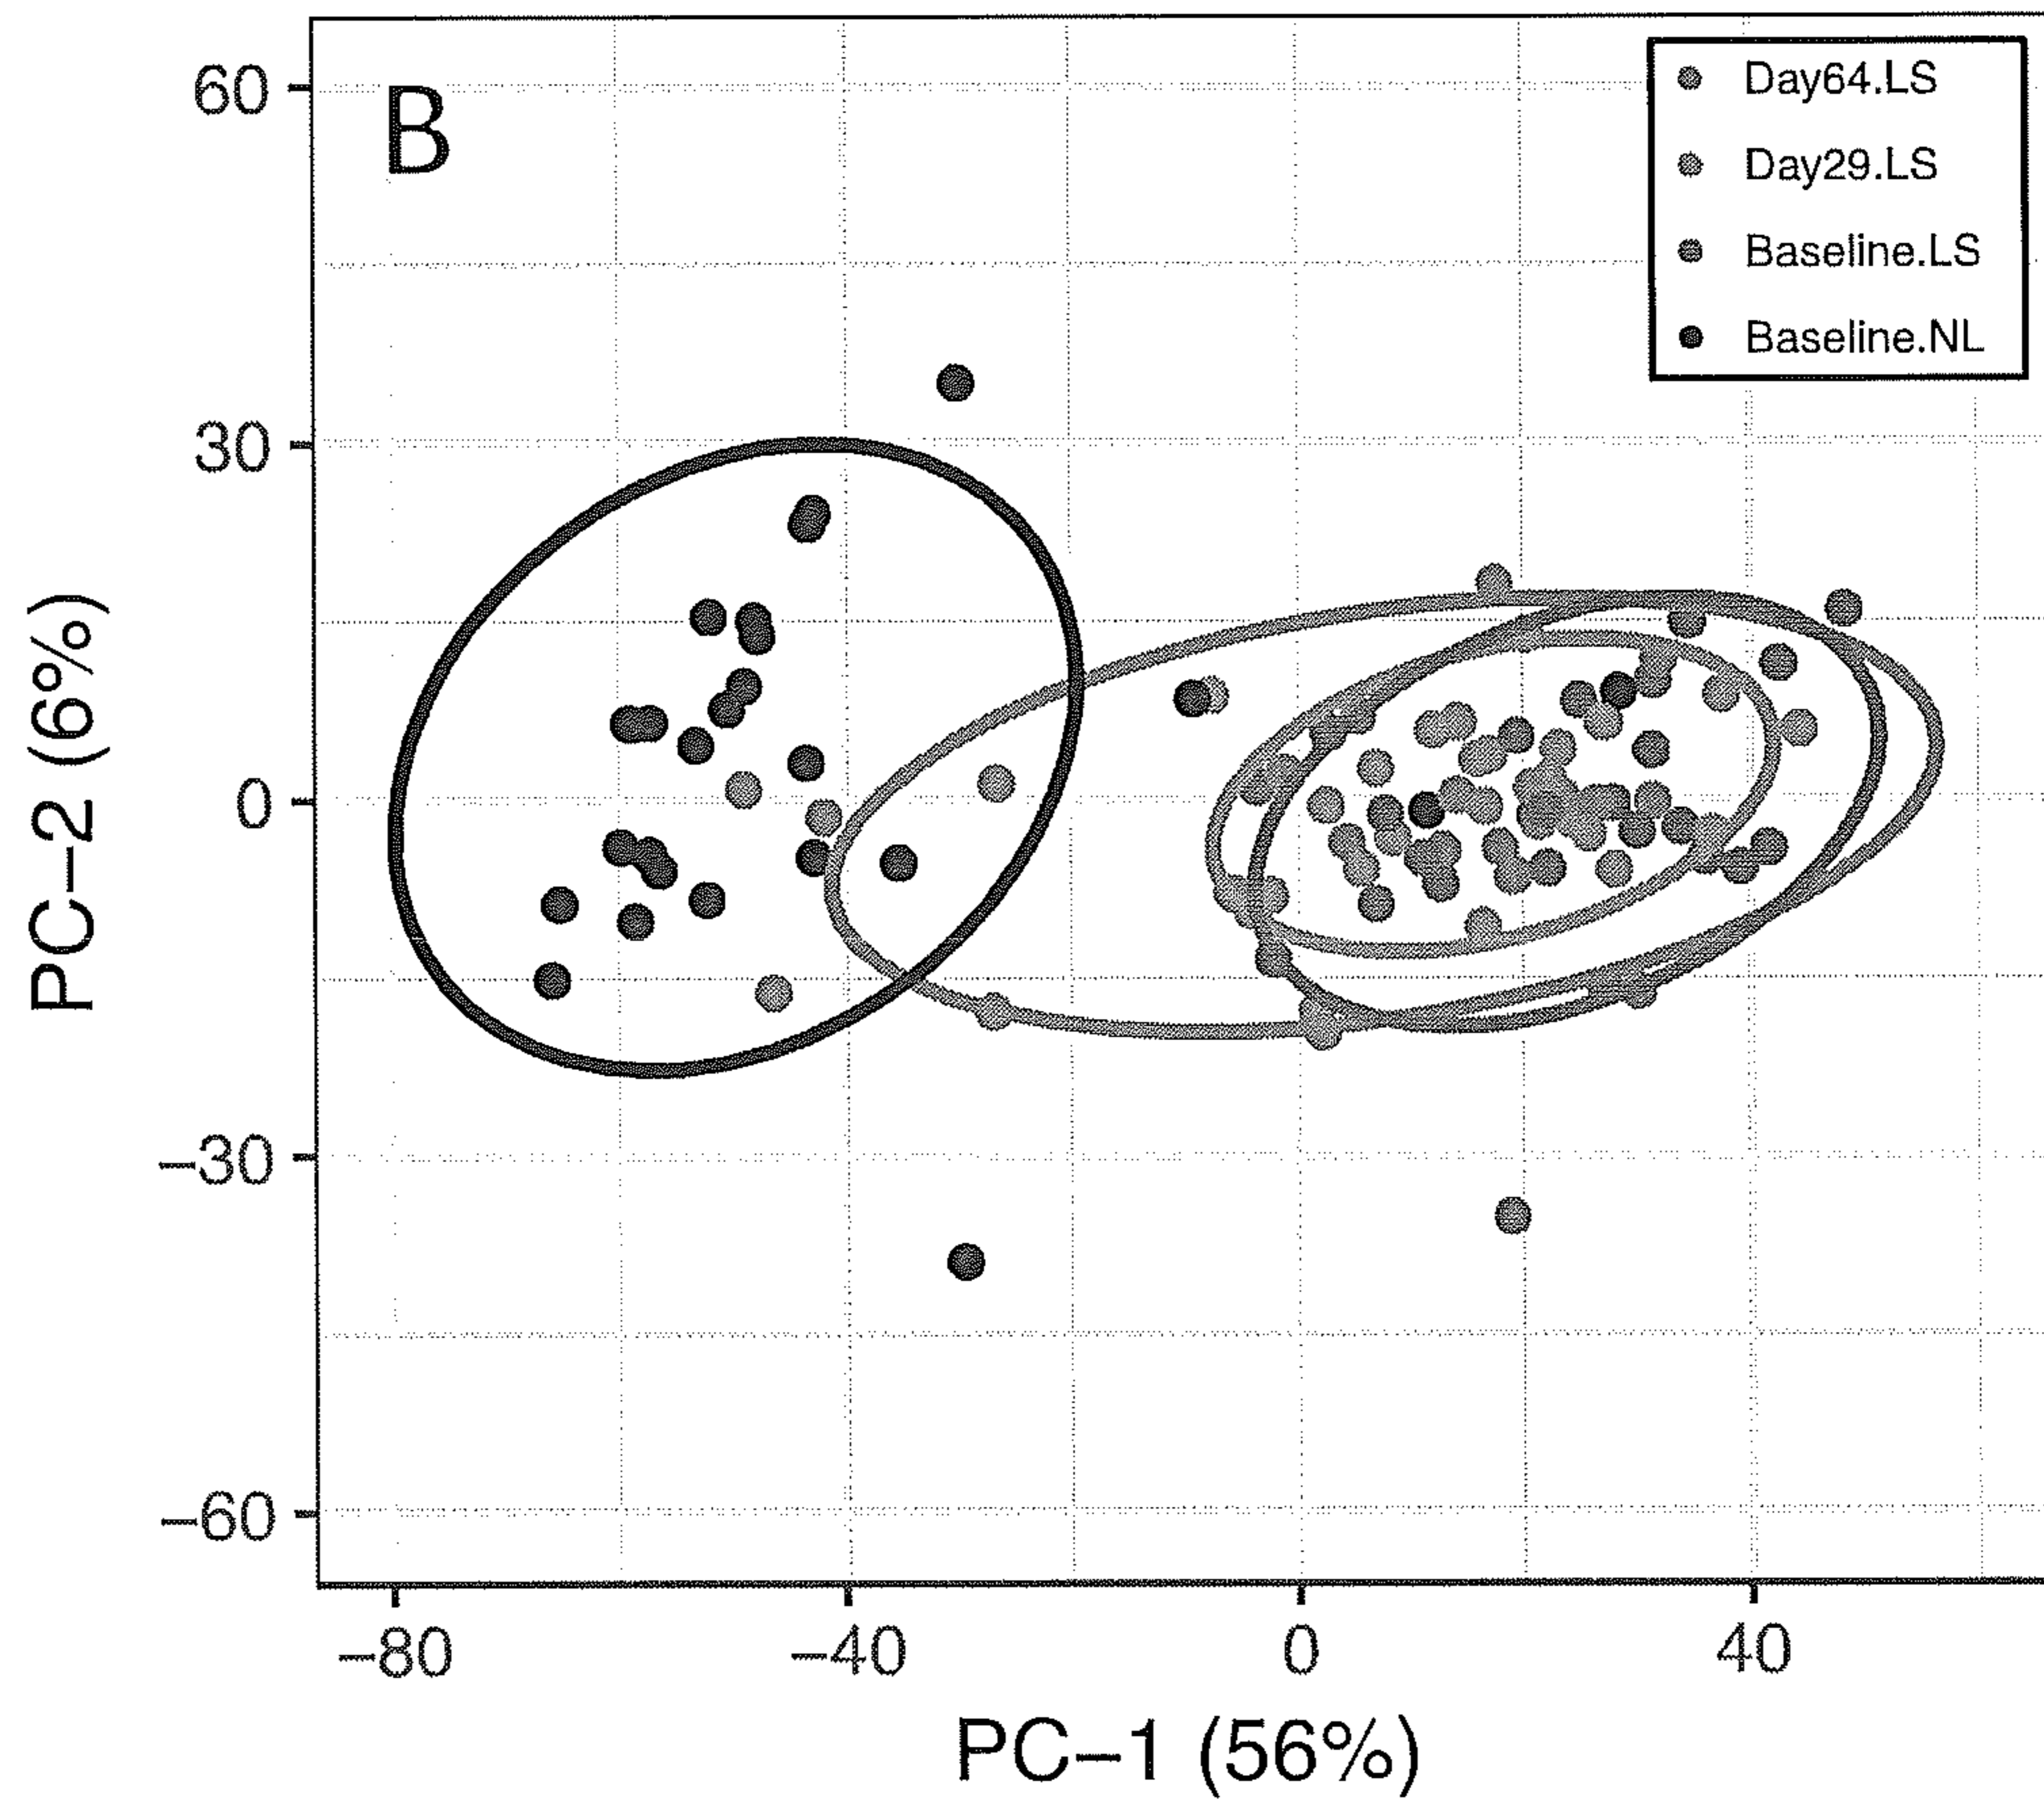 B
Day64.LS
Day29.LS
Baseline.LS
Baseline.NL
60
30
0
−30
−60
PC−2 (6%)
−80
−40
0
40
PC−1 (56%)